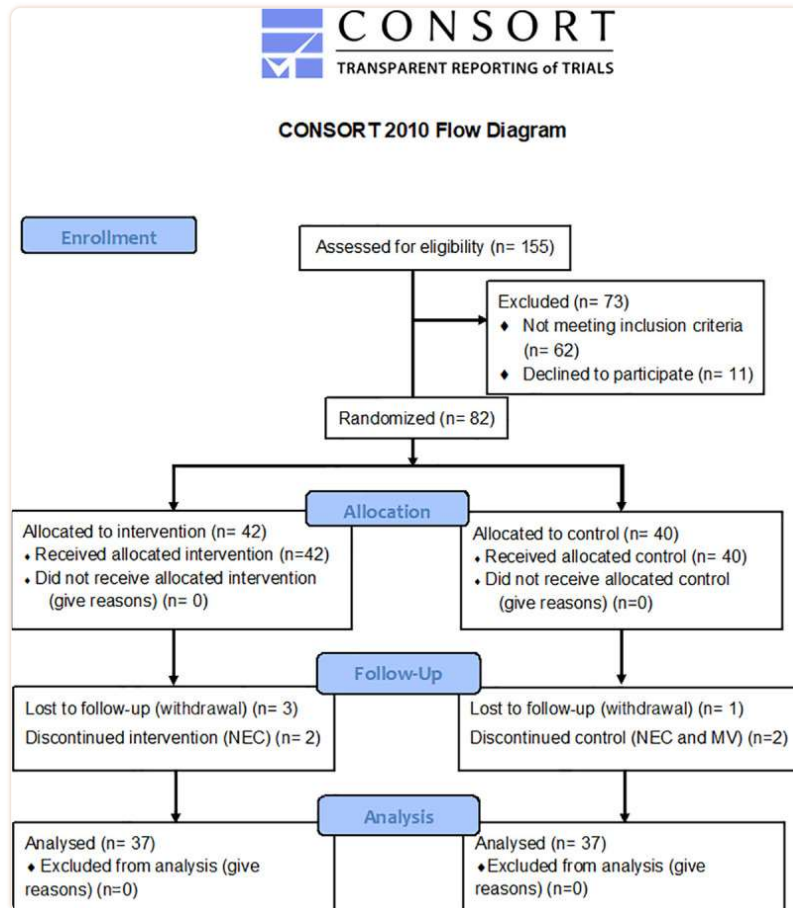 CONSORT
TRANSPARENT REPORTING of TRIALS
CONSORT 2010 Flow Diagram
Enrollment
Assessed for eligibility (n= 155)
Excluded (n= 73)
♦ Not meeting inclusion criteria
(n= 62)
♦ Declined to participate (n= 11)
Randomized (n= 82)
Allocation
Allocated to intervention (n= 42)
♦ Received allocated intervention (n=42)
♦ Did not receive allocated intervention
(give reasons) (n= 0)
Allocated to control (n= 40)
♦ Received allocated control (n= 40)
♦ Did not receive allocated control
(give reasons) (n=0)
Follow-Up
Lost to follow-up (withdrawal) (n= 3)
Discontinued intervention (NEC) (n= 2)
Lost to follow-up (withdrawal) (n= 1)
Discontinued control (NEC and MV) (n=2)
Analysis
Analysed (n= 37)
♦ Excluded from analysis (give
reasons) (n=0)
Analysed (n= 37)
♦ Excluded from analysis (give
reasons) (n=0)